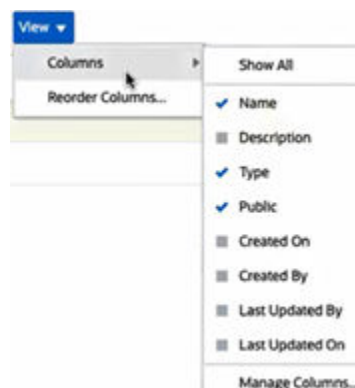 View
Columns
Reorder Columns...
Show All
Name
Description
Type
Public
Created On
Created By
Last Updated By
Last Updated On
Manage Columns...